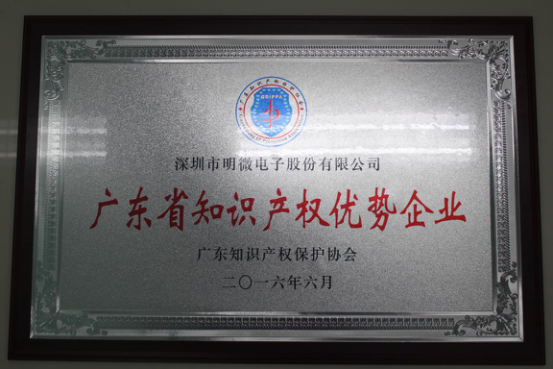 GDIPPA
深圳市明微电子股份有限公司
广东省知识产权优势企业
广东知识产权保护协会
二〇一六年六月